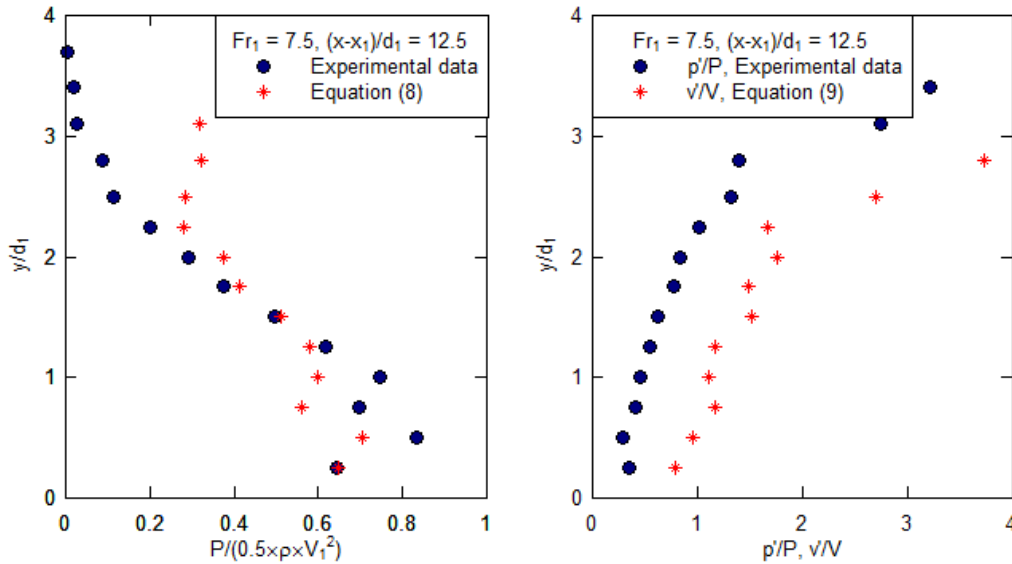 Fr₁ = 7.5, (x-x₁)/d₁ = 12.5
Experimental data
Equation (8)
4
3
2
1
0
y/d₁
0 0.2 0.4 0.6 0.8 1
P/(0.5×ρ×V₁²)
Fr₁ = 7.5, (x-x₁)/d₁ = 12.5
p'/P, Experimental data
v'/V, Equation (9)
4
3
2
1
0
y/d₁
0 1 2 3 4
p'/P, v'/V